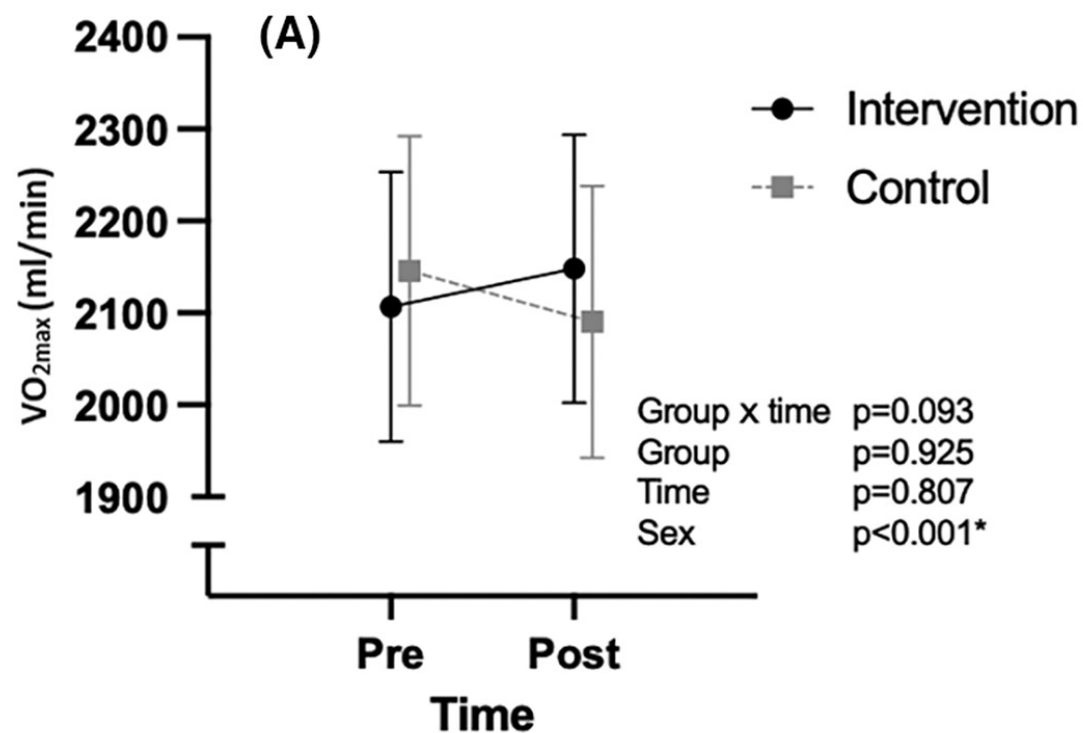 (A)
2400
2300
2200
2100
2000
1900
VO2max (ml/min)
Intervention
Control
Group x time p=0.093
Group p=0.925
Time p=0.807
Sex p<0.001*
Pre Post
Time